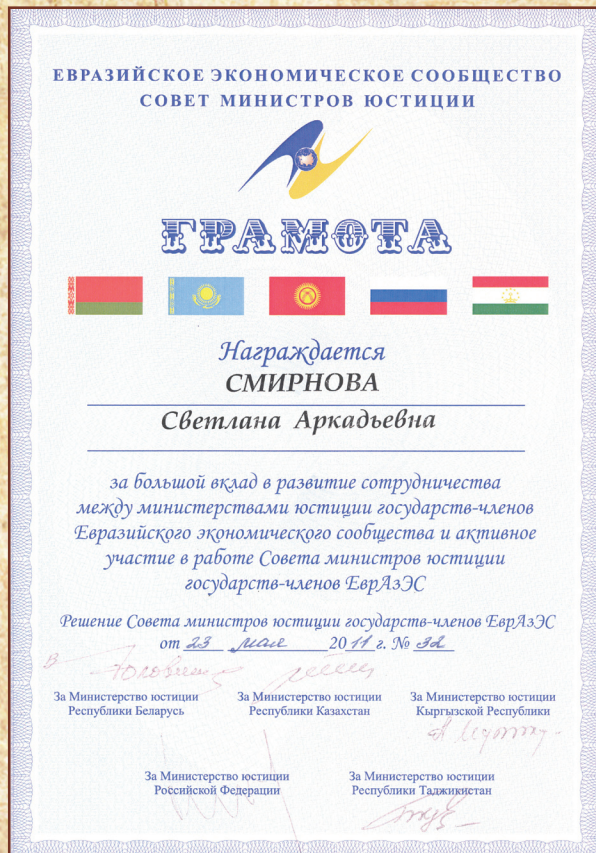 ЕВРАЗИЙСКОЕ ЭКОНОМИЧЕСКОЕ СООБЩЕСТВО
СОВЕТ МИНИСТРОВ ЮСТИЦИИ
ГРАМОТА
Награждается
СМИРНОВА
Светлана Аркадьевна
за большой вклад в развитие сотрудничества
между министерствами юстиции государств-членов
Евразийского экономического сообщества и активное
участие в работе Совета министров юстиции
государств-членов ЕврАзЭС
Решение Совета министров юстиции государств-членов ЕврАзЭС
от 23 мая 2011 г. № 32
За Министерство юстиции
Республики Беларусь
За Министерство юстиции
Республики Казахстан
За Министерство юстиции
Кыргызской Республики
За Министерство юстиции
Российской Федерации
За Министерство юстиции
Республики Таджикистан